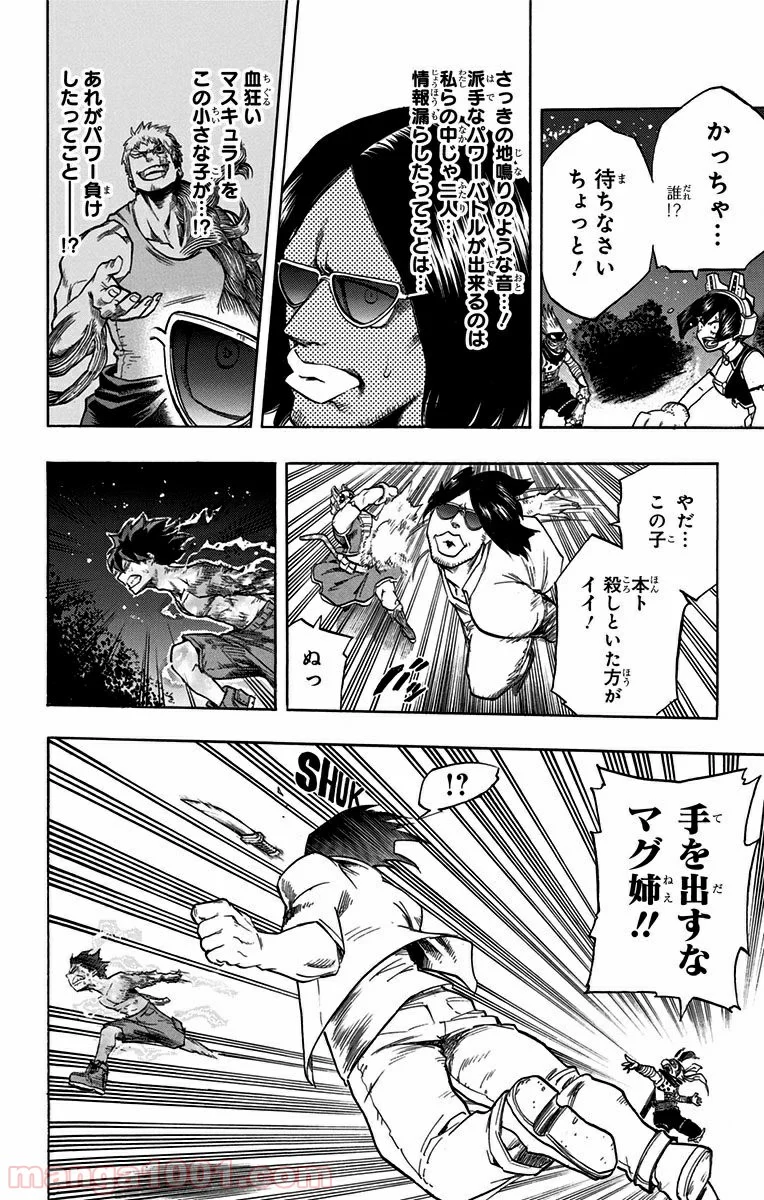 かっちゃ…
誰!?
待ちなさい
ちょっと!
さっきの地鳴りのような音…!
派手なパワーバトルが出来るのは
私らの中じゃ二人…
情報漏らしたってことは…
血狂い
マスキュラーを
この小さな子が…!?
あれがパワー負け
したってこと――!?
やだ…
この子
本ト
殺しといた方が
イイ!
ぬっ
手を出すな
マグ姉!!
!?
SHUK
manga1001.com